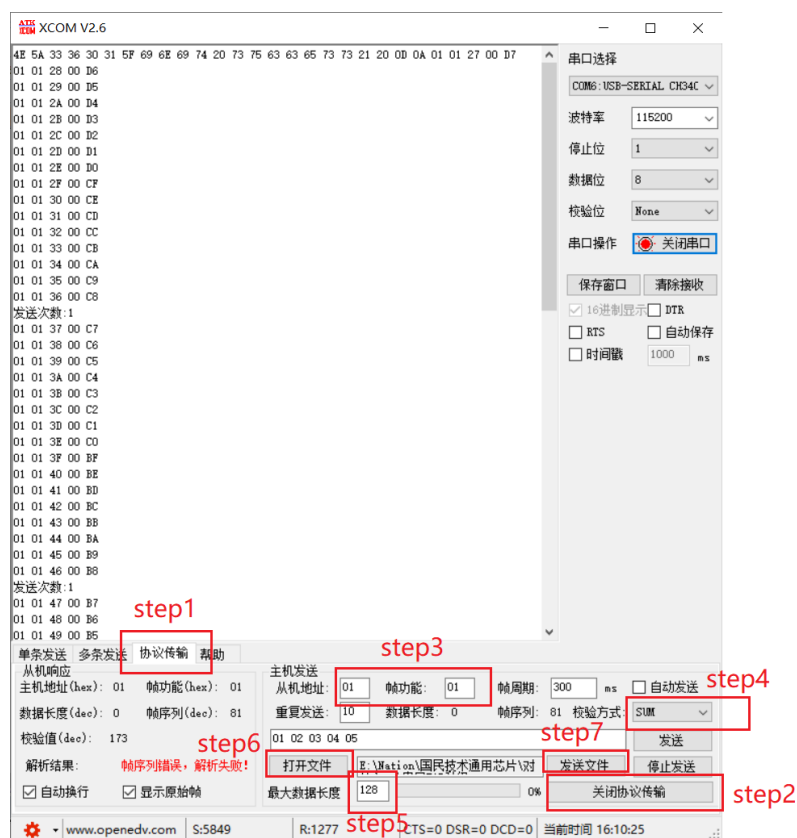 ATK XCOM XCOM V2.6
4E 5A 33 36 30 31 5F 69 6E 69 74 20 73 75 63 63 65 73 73 21 20 0D 0A 01 01 27 00 D7
01 01 28 00 D6
01 01 29 00 D5
01 01 2A 00 D4
01 01 2B 00 D3
01 01 2C 00 D2
01 01 2D 00 D1
01 01 2E 00 D0
01 01 2F 00 CF
01 01 30 00 CE
01 01 31 00 CD
01 01 32 00 CC
01 01 33 00 CB
01 01 34 00 CA
01 01 35 00 C9
01 01 36 00 C8
发送次数:1
01 01 37 00 C7
01 01 38 00 C6
01 01 39 00 C5
01 01 3A 00 C4
01 01 3B 00 C3
01 01 3C 00 C2
01 01 3D 00 C1
01 01 3E 00 C0
01 01 3F 00 BF
01 01 40 00 BE
01 01 41 00 BD
01 01 42 00 BC
01 01 43 00 BB
01 01 44 00 BA
01 01 45 00 B9
01 01 46 00 B8
发送次数:1
01 01 47 00 B7
01 01 48 00 B6
01 01 49 00 B5
串口选择
COM6:USB-SERIAL CH340
波特率 115200
停止位 1
数据位 8
校验位 None
串口操作 关闭串口
保存窗口 清除接收
16进制显示 DTR
RTS 自动保存
时间戳 1000 ms
step1
单条发送 多条发送 协议传输 帮助
从机响应
主机地址(hex): 01 帧功能(hex): 01
数据长度(dec): 0 帧序列(dec): 81
校验值(dec): 173
解析结果: 帧序列错误，解析失败!
自动换行 显示原始帧
step3
主机发送
从机地址: 01 帧功能: 01 帧周期: 300 ms 自动发送
step4
重复发送: 10 数据长度: 0 帧序列: 81 校验方式: SUM
01 02 03 04 05 发送
step6
step7
打开文件 E:\Nation\国民技术通用芯片\对 发送文件 停止发送
最大数据长度 128 0% 关闭协议传输
step2
step5
www.openedv.com S:5849 R:1277 CTS=0 DSR=0 DCD=0 当前时间 16:10:25